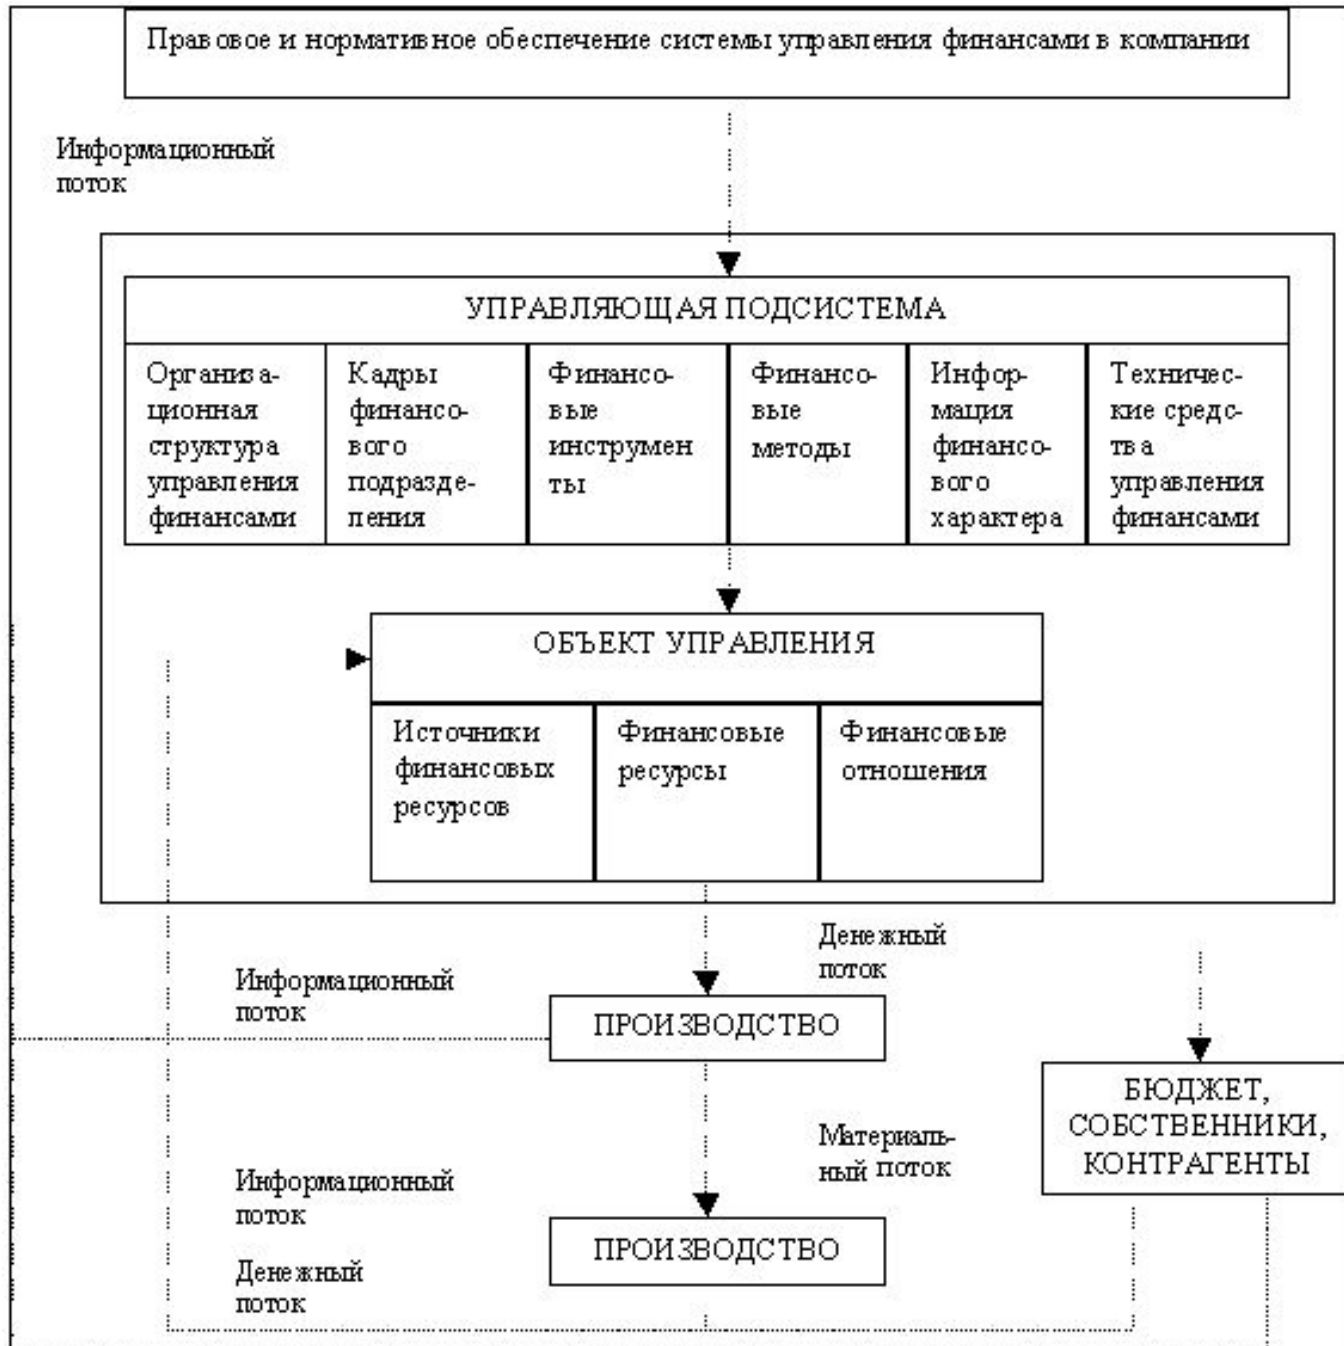 Правовое и нормативное обеспечение системы управления финансами в компании
Информационный
поток
УПРАВЛЯЮЩАЯ ПОДСИСТЕМА
Организа-
ционная
структура
управления
финансами
Кадры
финансо-
вого
подразде-
ления
Финансо-
вые
инструмен
ты
Финансо-
вые
методы
Инфор-
мация
финансо-
вого
характера
Техничес-
кие средс-
тва
управления
финансами
ОБЪЕКТ УПРАВЛЕНИЯ
Источники
финансовых
ресурсов
Финансовые
ресурсы
Финансовые
отношения
Денежный
поток
Информационный
поток
ПРОИЗВОДСТВО
БЮДЖЕТ,
СОБСТВЕННИКИ,
КОНТРАГЕНТЫ
Материаль-
ный поток
Информационный
поток
ПРОИЗВОДСТВО
Денежный
поток